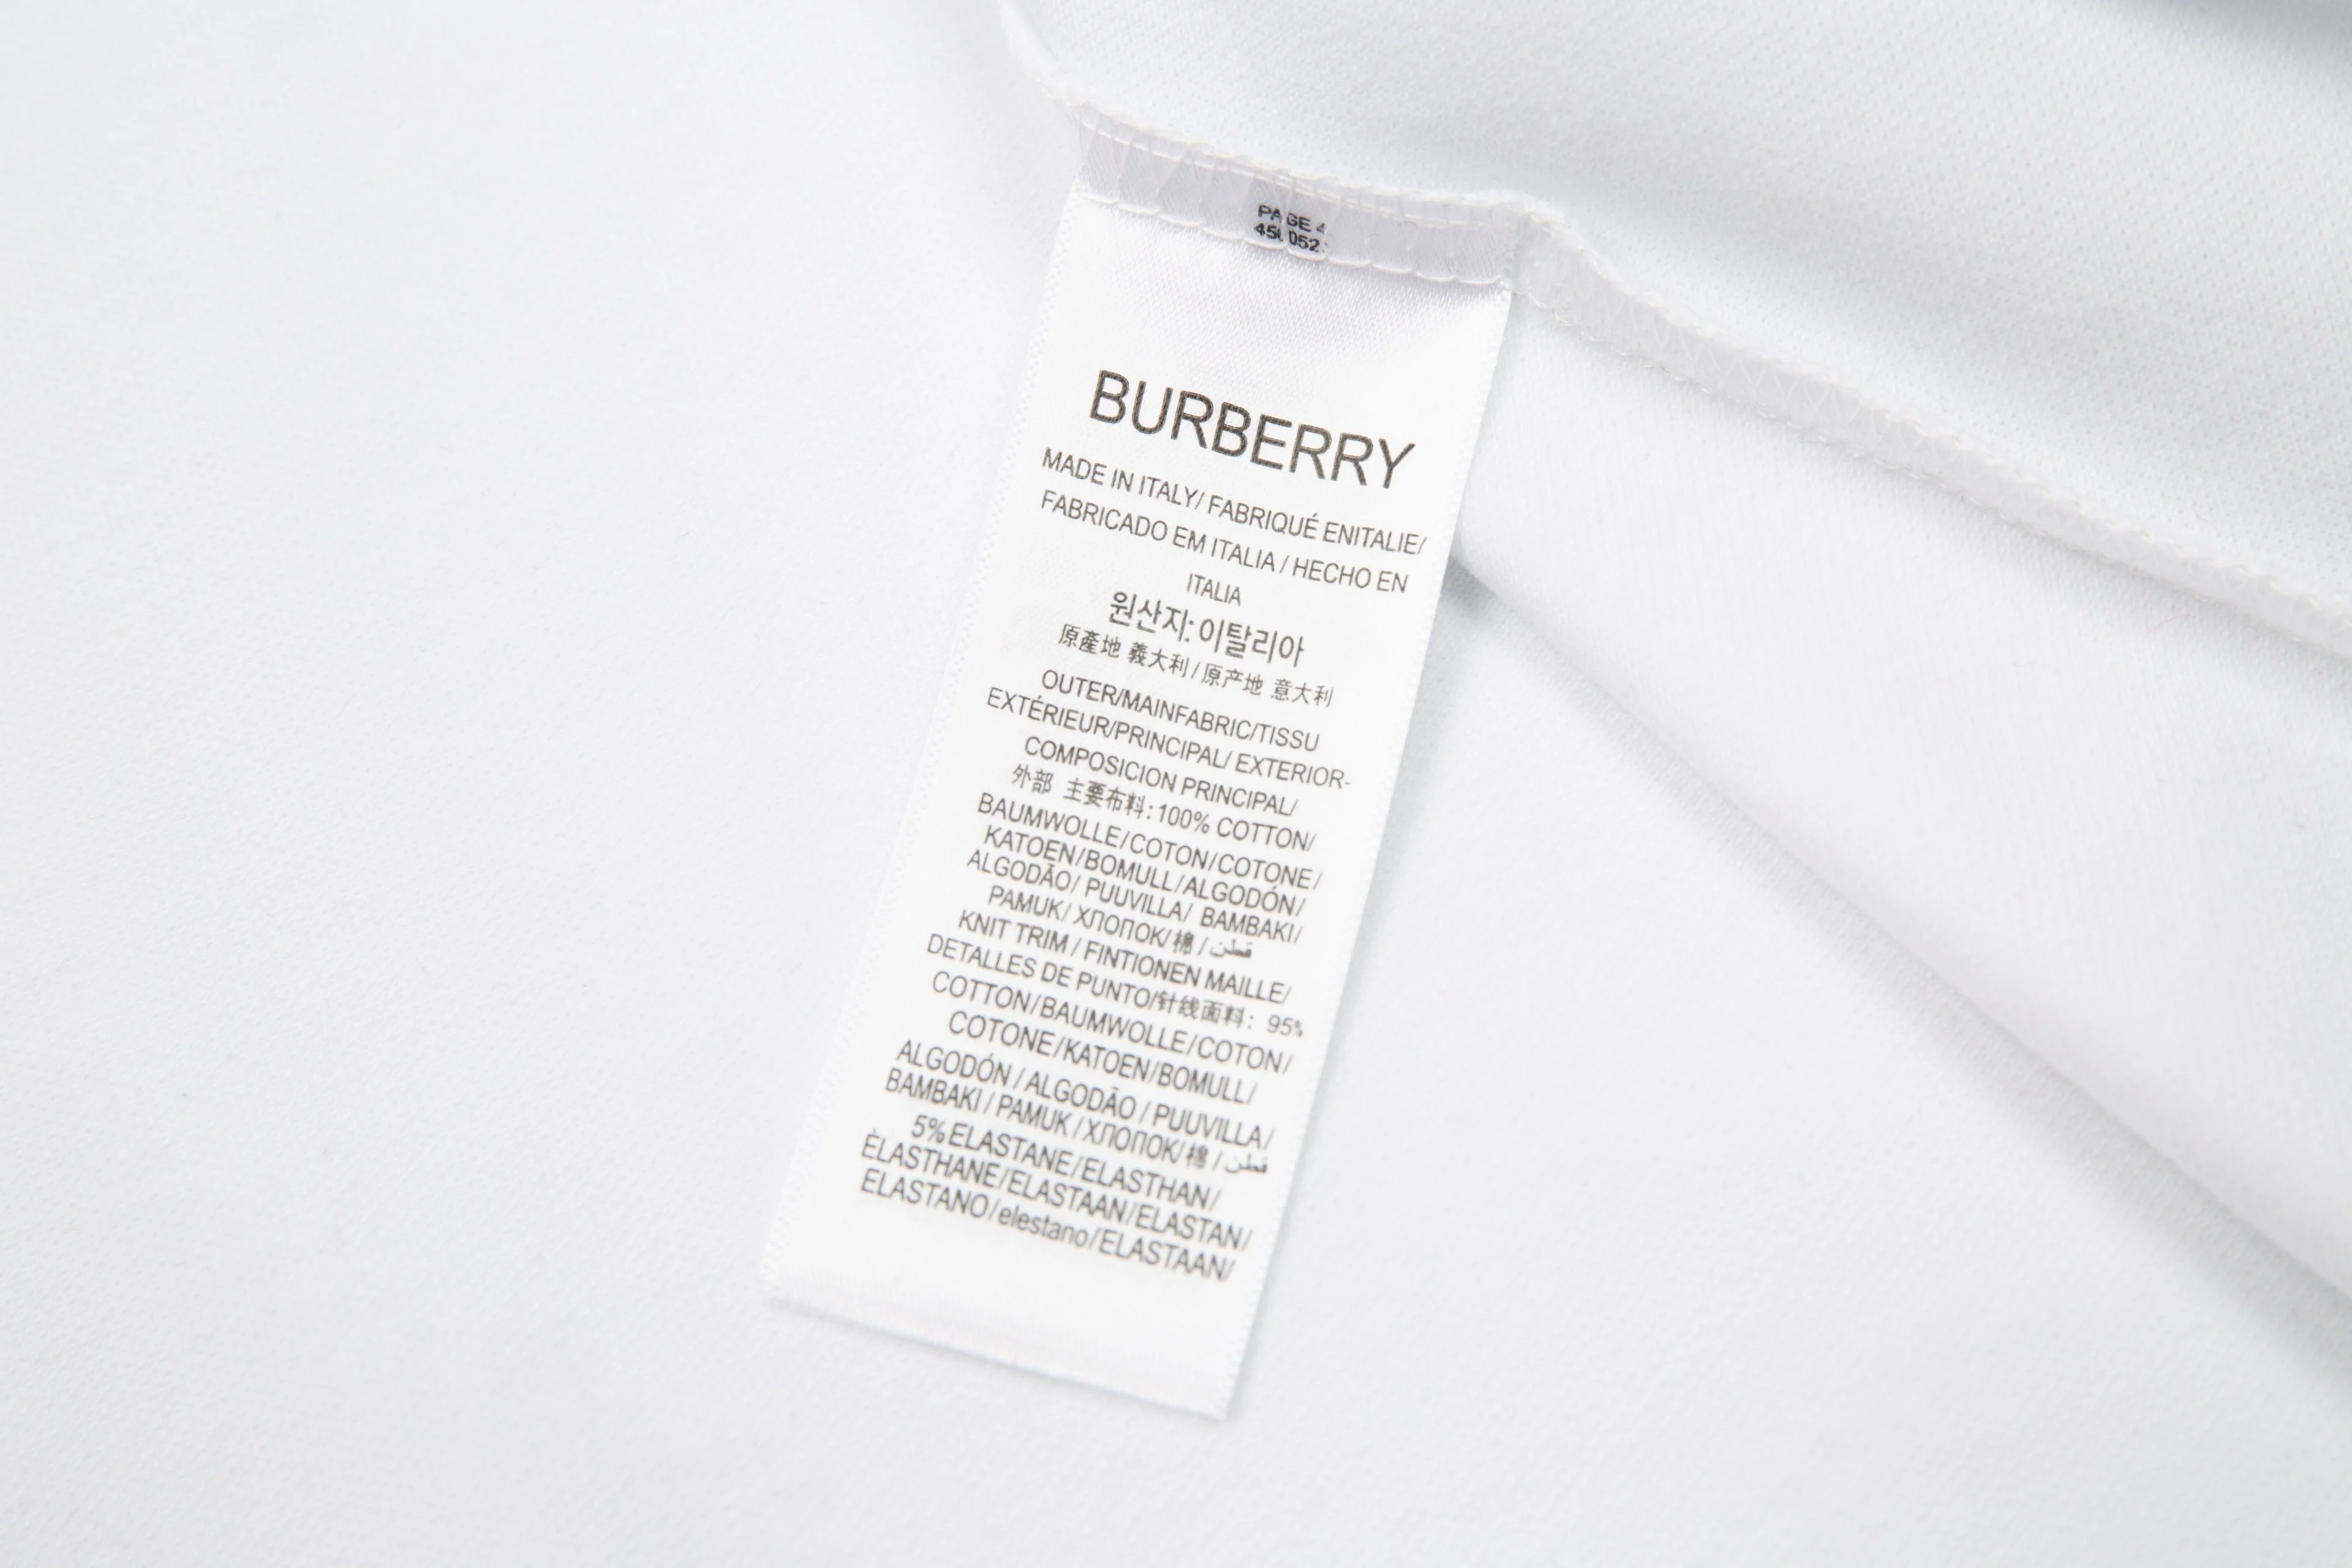 PAGE 4
BURBERRY
MADE IN ITALY/ FABRIQUÉ ENITALIE/
FABRICADO EM ITALIA / HECHO EN
ITALIA
원산지: 이탈리아
原產地 義大利 / 原产地 意大利
OUTER/MAINFABRIC/TISSU
EXTÉRIEUR/PRINCIPAL/ EXTERIOR-
COMPOSICION PRINCIPAL/
外部 主要布料: 100% COTTON/
BAUMWOLLE/COTON/COTONE/
KATOEN/BOMULL/ALGODÓN/
ALGODÃO/ PUUVILLA/ BAMBAKI/
PAMUK/ ХПОПОК/棉 / قطن
KNIT TRIM / FINTIONEN MAILLE/
DETALLES DE PUNTO/针线面料: 95%
COTTON/BAUMWOLLE/COTON/
COTONE/KATOEN/BOMULL/
ALGODÓN / ALGODÃO / PUUVILLA/
BAMBAKI / PAMUK / ХПОПОК/棉 / قطن
5% ELASTANE/ELASTHAN/
ÈLASTHANE/ELASTAAN/ELASTAN/
ELASTANO/elestano/ELASTAAN/